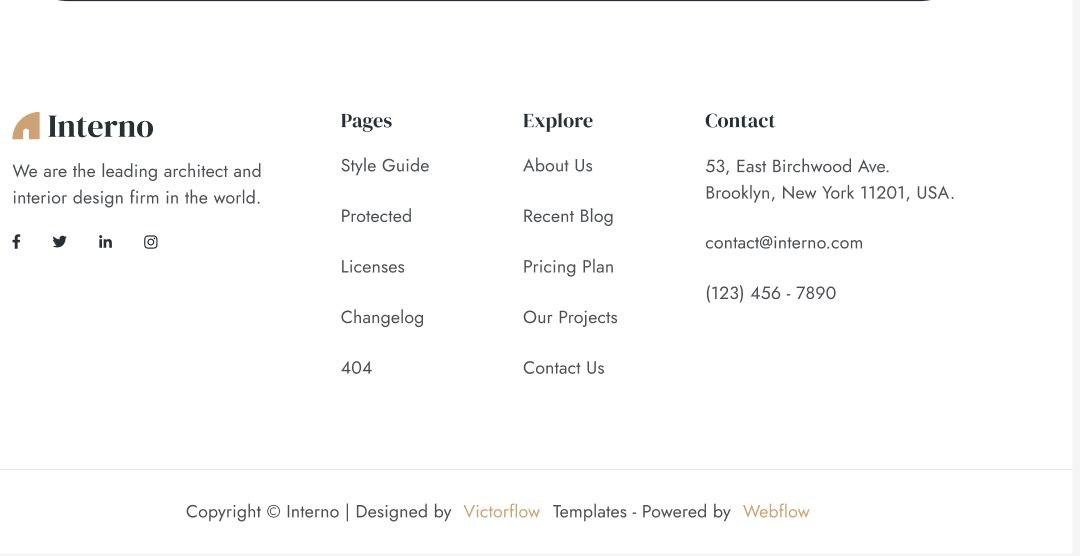 Interno
We are the leading architect and
interior design firm in the world.
Pages
Style Guide
Protected
Licenses
Changelog
404
Explore
About Us
Recent Blog
Pricing Plan
Our Projects
Contact Us
Contact
53, East Birchwood Ave.
Brooklyn, New York 11201, USA.
contact@interno.com
(123) 456 - 7890
Copyright © Interno | Designed by Victorflow Templates - Powered by Webflow